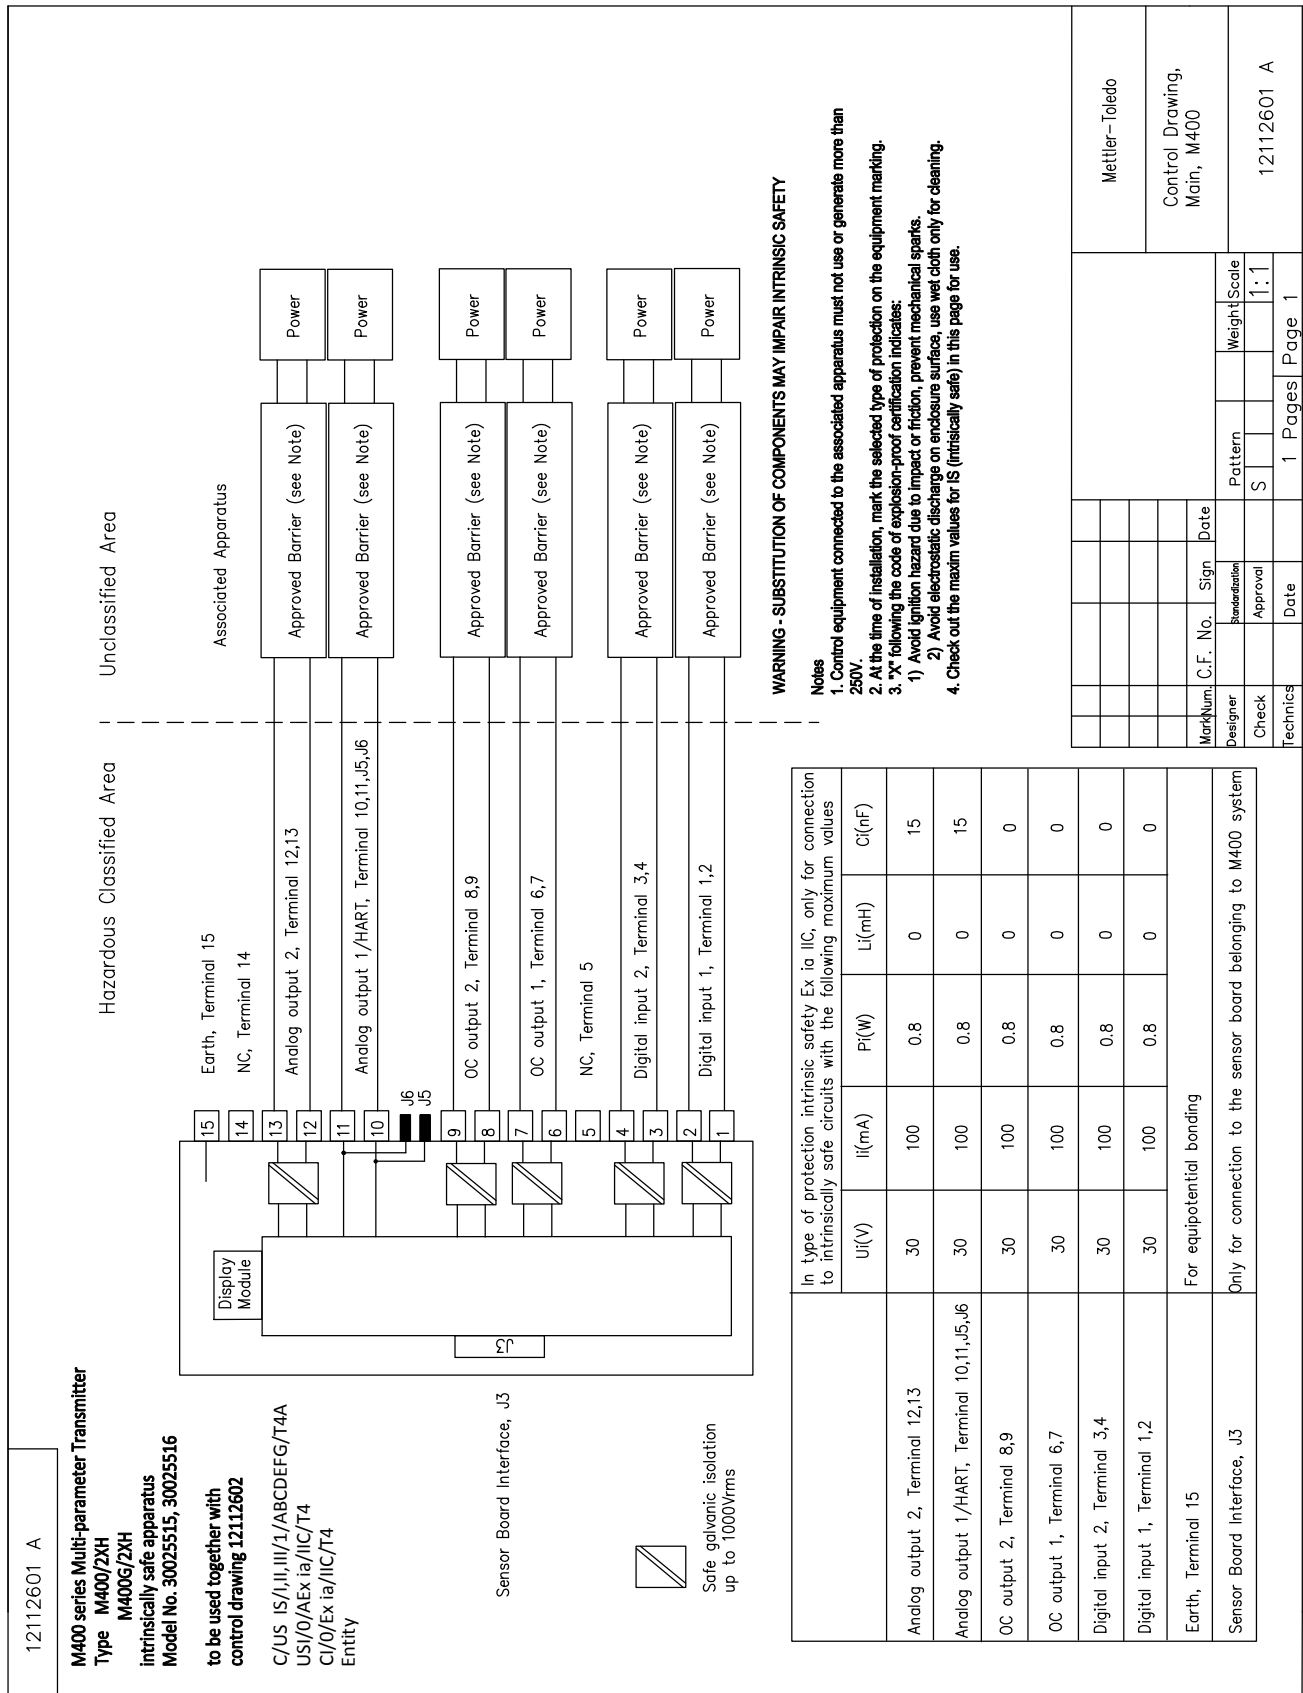 12112601 A
M400 series Multi-parameter Transmitter
Type M400/2XH
M400G/2XH
intrinsically safe apparatus
Model No. 30025515, 30025516
to be used together with
control drawing 12112602
C/US IS/I,II,III/1/ABCDEFG/T4A
USI/0/AEx ia/IIC/T4
CI/0/Ex ia/IIC/T4
Entity
Hazardous Classified Area
Unclassified Area
Associated Apparatus
Display
Module
J3
Sensor Board Interface, J3
Safe galvanic isolation
up to 1000Vrms
15
14
13
12
11
10
J6
J5
9
8
7
6
5
4
3
2
1
Earth, Terminal 15
NC, Terminal 14
Analog output 2, Terminal 12,13
Analog output 1/HART, Terminal 10,11,J5,J6
OC output 2, Terminal 8,9
OC output 1, Terminal 6,7
NC, Terminal 5
Digital input 2, Terminal 3,4
Digital input 1, Terminal 1,2
Approved Barrier (see Note)
Power
Approved Barrier (see Note)
Power
Approved Barrier (see Note)
Power
Approved Barrier (see Note)
Power
Approved Barrier (see Note)
Power
Approved Barrier (see Note)
Power
WARNING - SUBSTITUTION OF COMPONENTS MAY IMPAIR INTRINSIC SAFETY
Notes
1. Control equipment connected to the associated apparatus must not use or generate more than
250V.
2. At the time of installation, mark the selected type of protection on the equipment marking.
3. "X" following the code of explosion-proof certification indicates:
1) Avoid ignition hazard due to impact or friction, prevent mechanical sparks.
2) Avoid electrostatic discharge on enclosure surface, use wet cloth only for cleaning.
4. Check out the maxim values for IS (intrisically safe) in this page for use.
In type of protection intrinsic safety Ex ia IIC, only for connection
to intrinsically safe circuits with the following maximum values
Ui(V) Ii(mA) Pi(W) Li(mH) Ci(nF)
Analog output 2, Terminal 12,13 30 100 0.8 0 15
Analog output 1/HART, Terminal 10,11,J5,J6 30 100 0.8 0 15
OC output 2, Terminal 8,9 30 100 0.8 0 0
OC output 1, Terminal 6,7 30 100 0.8 0 0
Digital input 2, Terminal 3,4 30 100 0.8 0 0
Digital input 1, Terminal 1,2 30 100 0.8 0 0
Earth, Terminal 15 For equipotential bonding
Sensor Board Interface, J3 Only for connection to the sensor board belonging to M400 system
MarkNum. C.F. No. Sign Date
Designer Standardization
Check Approval
Technics Date
Pattern Weight Scale
S 1:1
1 Pages Page 1
Mettler-Toledo
Control Drawing,
Main, M400
12112601 A